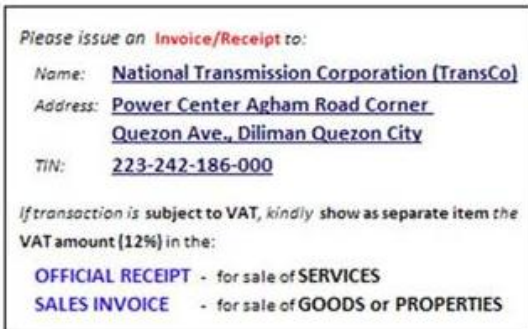 Please issue an Invoice/Receipt to:
Name: National Transmission Corporation (TransCo)
Address: Power Center Agham Road Corner
Quezon Ave., Diliman Quezon City
TIN: 223-242-186-000
If transaction is subject to VAT, kindly show as separate item the
VAT amount (12%) in the:
OFFICIAL RECEIPT - for sale of SERVICES
SALES INVOICE - for sale of GOODS or PROPERTIES